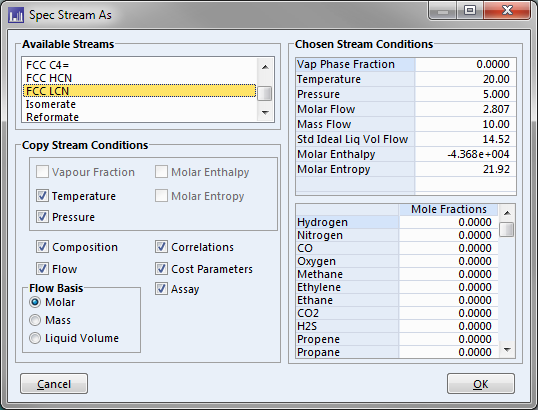 Spec Stream As
Available Streams
FCC C4=
FCC HCN
FCC LCN
Isomerate
Reformate
Copy Stream Conditions
Vapour Fraction
Molar Enthalpy
Temperature
Molar Entropy
Pressure
Composition
Correlations
Flow
Cost Parameters
Flow Basis
Assay
Molar
Mass
Liquid Volume
Chosen Stream Conditions
Vap Phase Fraction 0.0000
Temperature 20.00
Pressure 5.000
Molar Flow 2.807
Mass Flow 10.00
Std Ideal Liq Vol Flow 14.52
Molar Enthalpy -4.368e+004
Molar Entropy 21.92
Mole Fractions
Hydrogen 0.0000
Nitrogen 0.0000
CO 0.0000
Oxygen 0.0000
Methane 0.0000
Ethylene 0.0000
Ethane 0.0000
CO2 0.0000
H2S 0.0000
Propene 0.0000
Propane 0.0000
Cancel
OK